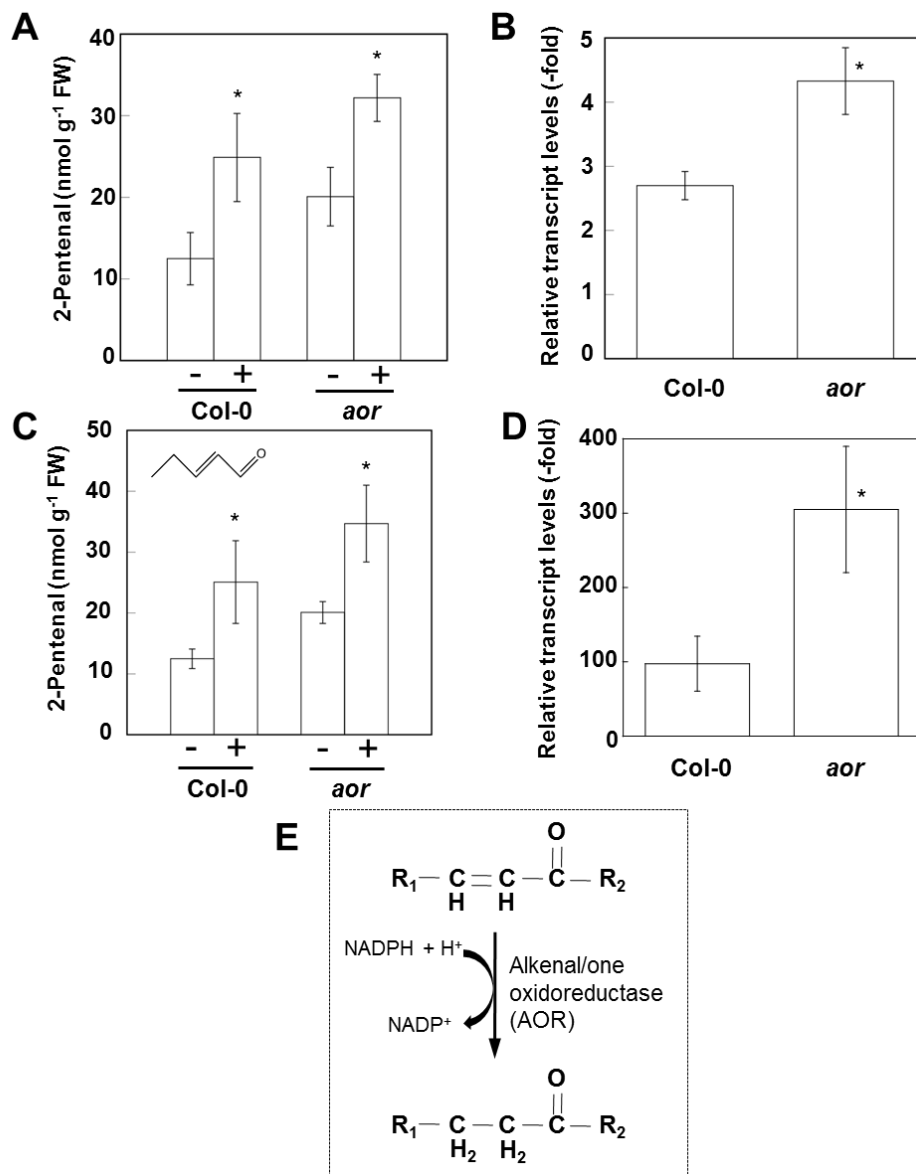 A
2-Pentenal (nmol g-1 FW)
40
30
20
10
0
*
*
- + - +
Col-0 aor
B
Relative transcript levels (-fold)
5
4
3
2
1
0
*
Col-0 aor
C
2-Pentenal (nmol g-1 FW)
50
40
30
20
10
0
O
*
*
- + - +
Col-0 aor
D
Relative transcript levels (-fold)
400
300
200
100
0
*
Col-0 aor
E
O
R1 C C C R2
H H
NADPH + H+
Alkenal/one
oxidoreductase
(AOR)
NADP+
O
R1 C C C R2
H2 H2